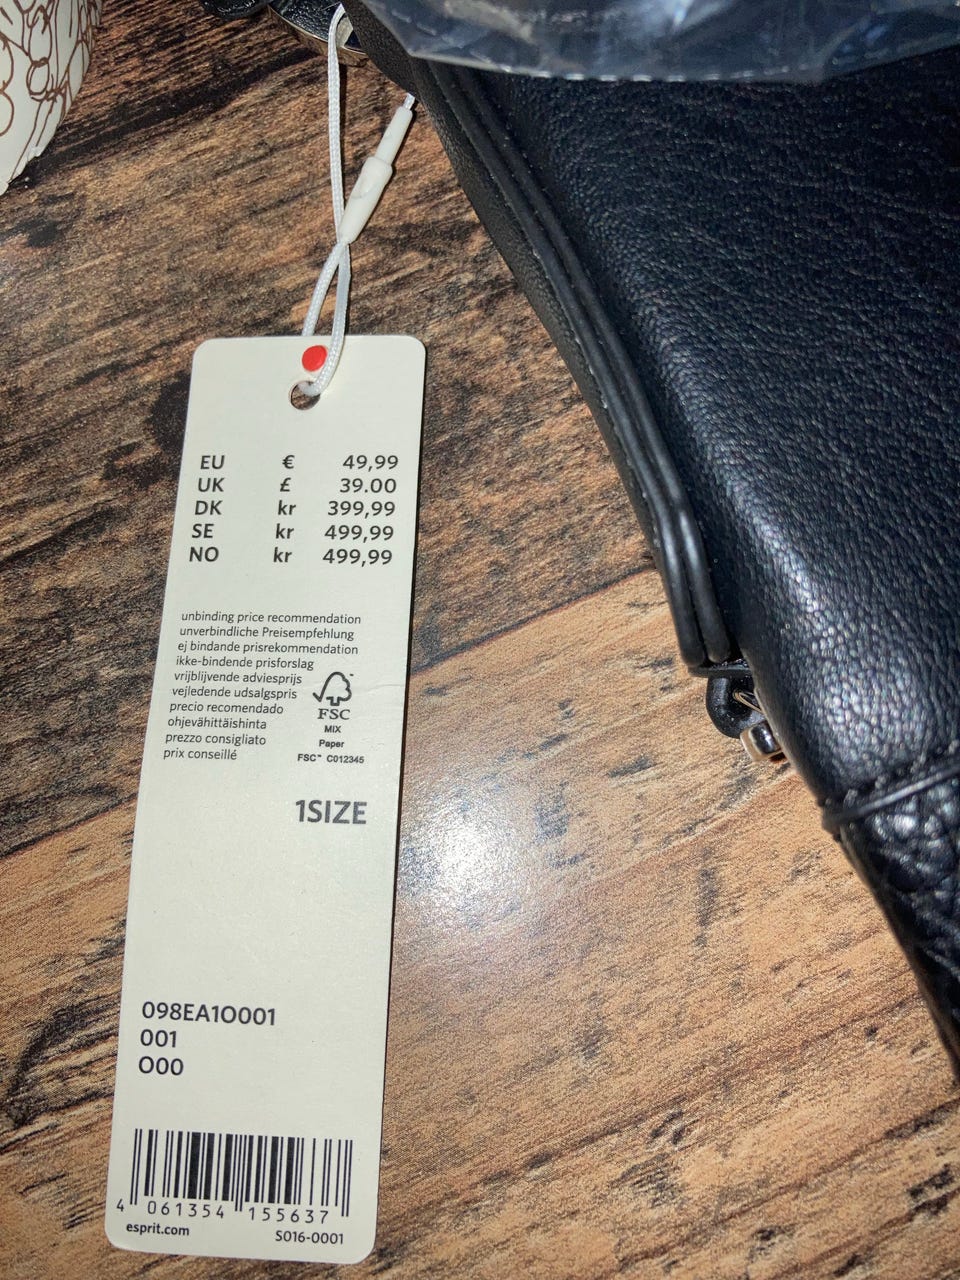 EU € 49,99
UK £ 39.00
DK kr 399,99
SE kr 499,99
NO kr 499,99
unbinding price recommendation
unverbindliche Preisempfehlung
ej bindande prisrekommendation
ikke-bindende prisforslag
vrijblijvende adviesprijs
vejledende udsalgspris
precio recomendado
ohjevähittäishinta
prezzo consigliato
prix conseillé
FSC
MIX
Paper
FSC™ C012345
1SIZE
098EA1O001
001
O00
4 061354 155637
esprit.com S016-0001